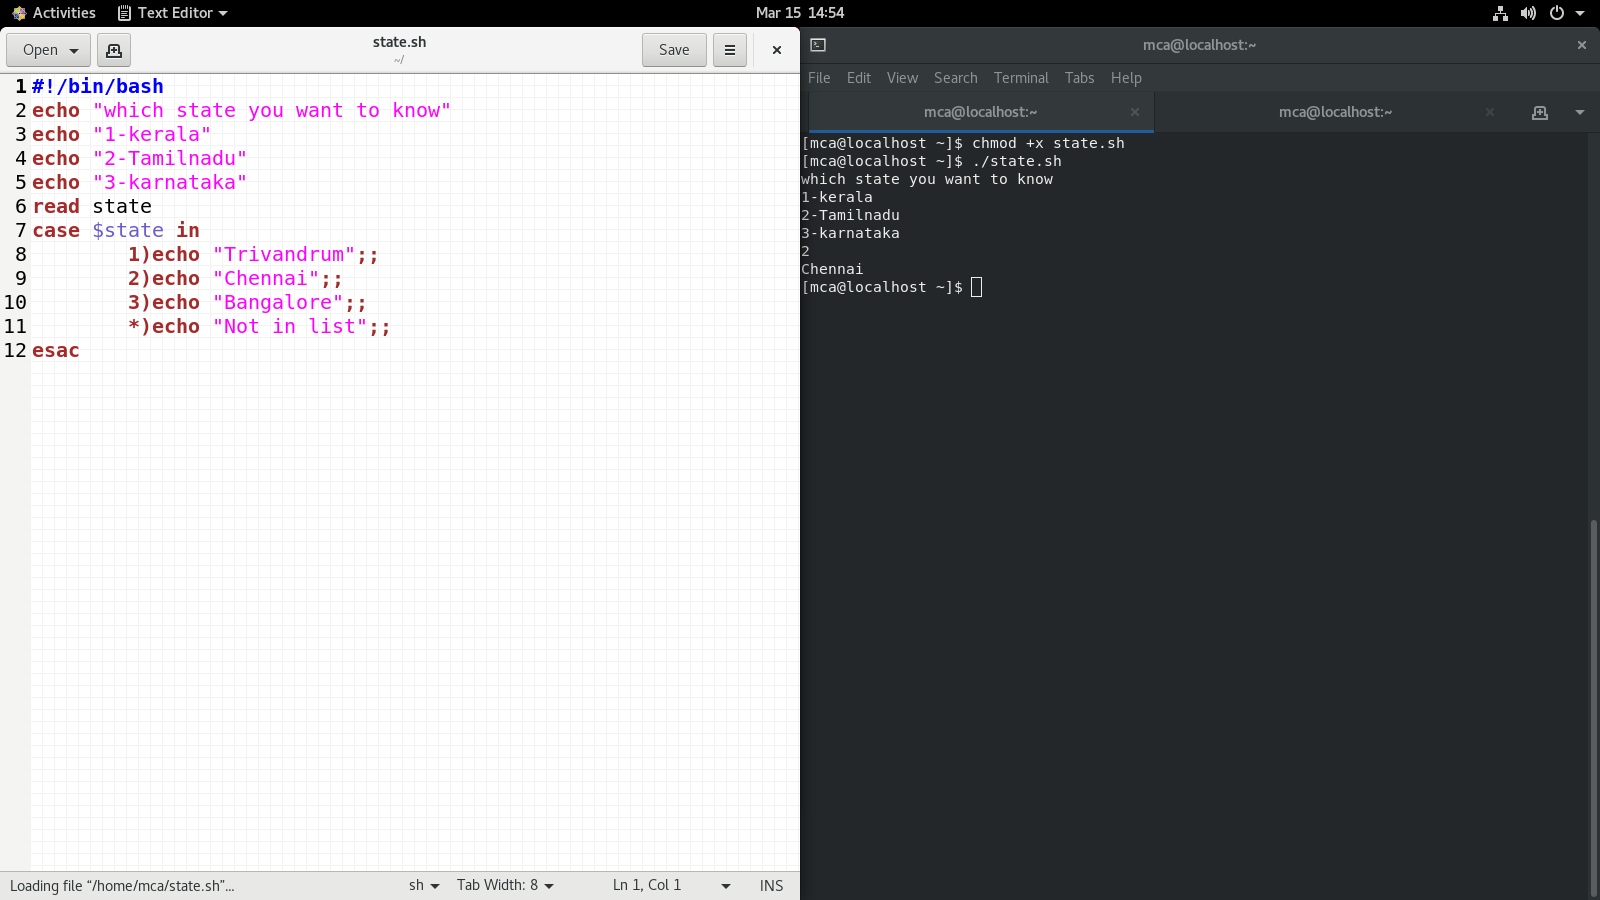 Activities Text Editor Mar 15 14:54
Open state.sh Save
~/
1 #!/bin/bash
2 echo "which state you want to know"
3 echo "1-kerala"
4 echo "2-Tamilnadu"
5 echo "3-karnataka"
6 read state
7 case $state in
8 1)echo "Trivandrum";;
9 2)echo "Chennai";;
10 3)echo "Bangalore";;
11 *)echo "Not in list";;
12 esac
Loading file “/home/mca/state.sh”... sh Tab Width: 8 Ln 1, Col 1 INS
mca@localhost:~
File Edit View Search Terminal Tabs Help
mca@localhost:~ mca@localhost:~
[mca@localhost ~]$ chmod +x state.sh
[mca@localhost ~]$ ./state.sh
which state you want to know
1-kerala
2-Tamilnadu
3-karnataka
2
Chennai
[mca@localhost ~]$